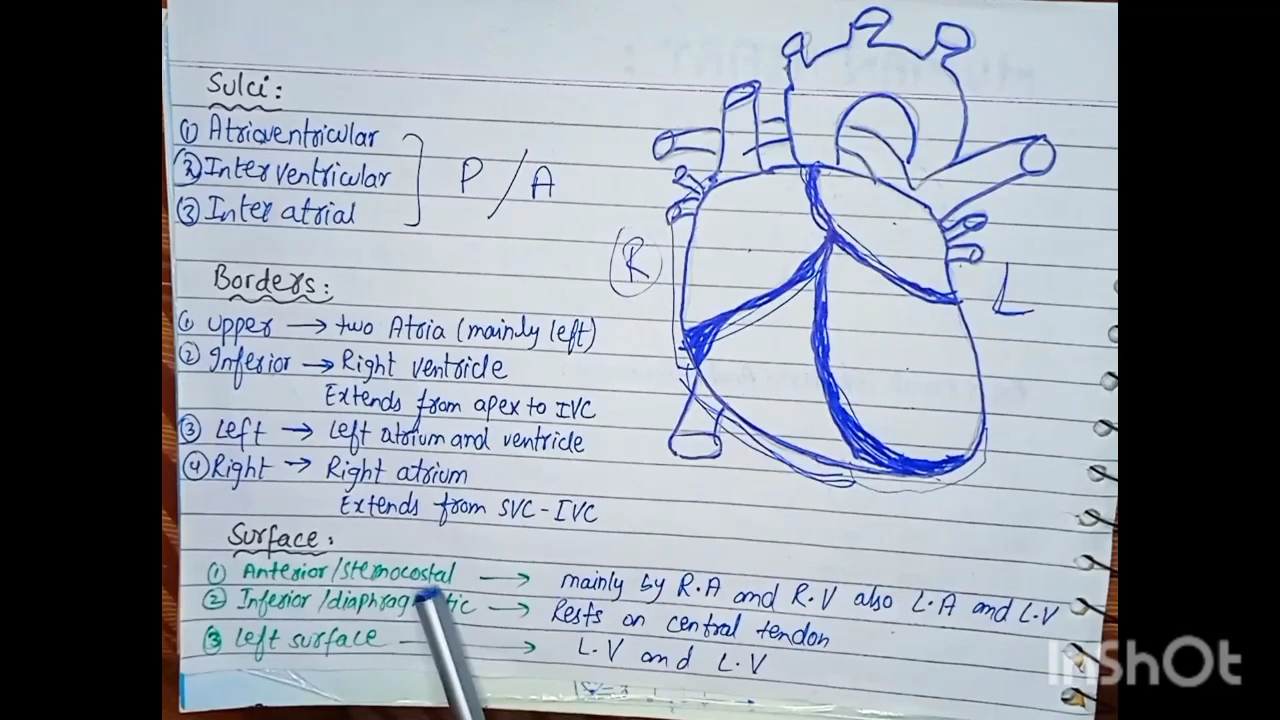 Sulci:
① Atrioventricular
② Inter ventricular
③ Inter atrial
P / A
R
L
Borders:
① upper → two Atria (mainly left)
② Inferior → Right ventricle
Extends from apex to IVC
③ Left → Left atrium and ventricle
④ Right → Right atrium
Extends from SVC - IVC
Surface:
① Anterior/sternocostal → mainly by R.A and R.V also L.A and L.V
② Inferior / → Rests on central tendon
③ Left surface → L.V and L.V
InShOt